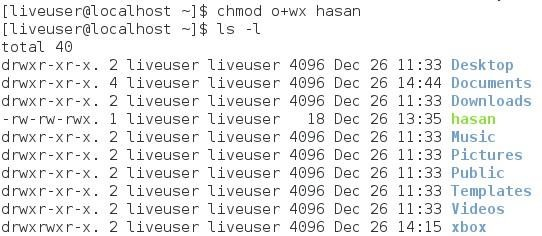 [liveuser@localhost ~]$ chmod o+wx hasan
[liveuser@localhost ~]$ ls -l
total 40
drwxr-xr-x. 2 liveuser liveuser 4096 Dec 26 11:33 Desktop
drwxr-xr-x. 4 liveuser liveuser 4096 Dec 26 14:44 Documents
drwxr-xr-x. 2 liveuser liveuser 4096 Dec 26 11:33 Downloads
-rw-rw-rwx. 1 liveuser liveuser   18 Dec 26 13:35 hasan
drwxr-xr-x. 2 liveuser liveuser 4096 Dec 26 11:33 Music
drwxr-xr-x. 2 liveuser liveuser 4096 Dec 26 11:33 Pictures
drwxr-xr-x. 2 liveuser liveuser 4096 Dec 26 11:33 Public
drwxr-xr-x. 2 liveuser liveuser 4096 Dec 26 11:33 Templates
drwxr-xr-x. 2 liveuser liveuser 4096 Dec 26 11:33 Videos
drwxrwxr-x. 2 liveuser liveuser 4096 Dec 26 14:15 xbox